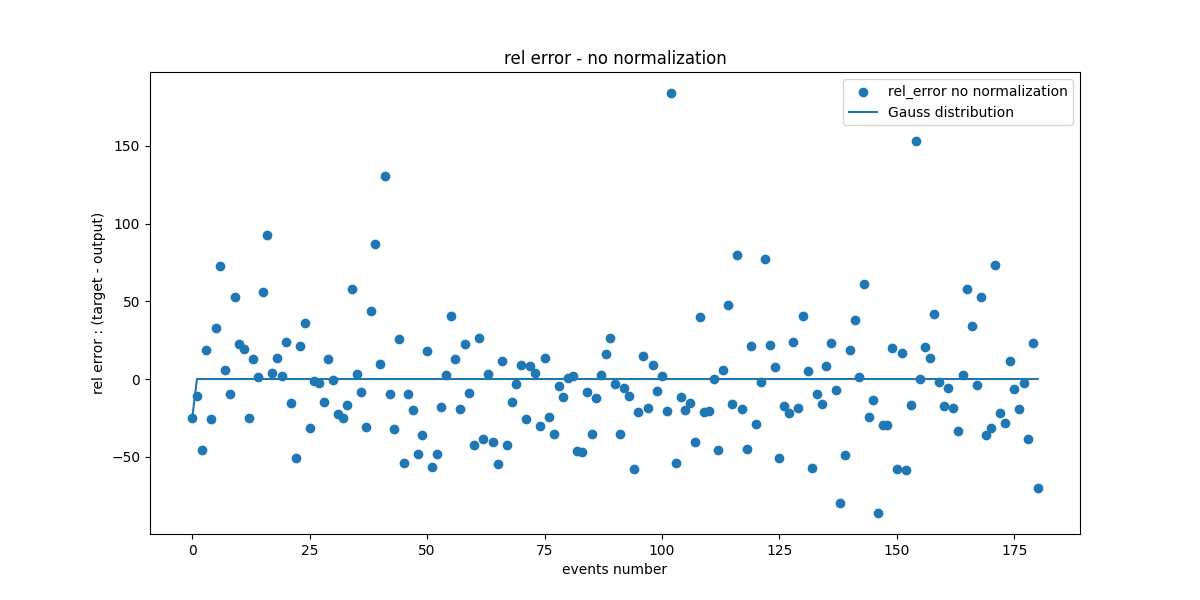 rel error - no normalization
rel_error no normalization
Gauss distribution
rel error : (target - output)
150
100
50
0
−50
0 25 50 75 100 125 150 175
events number